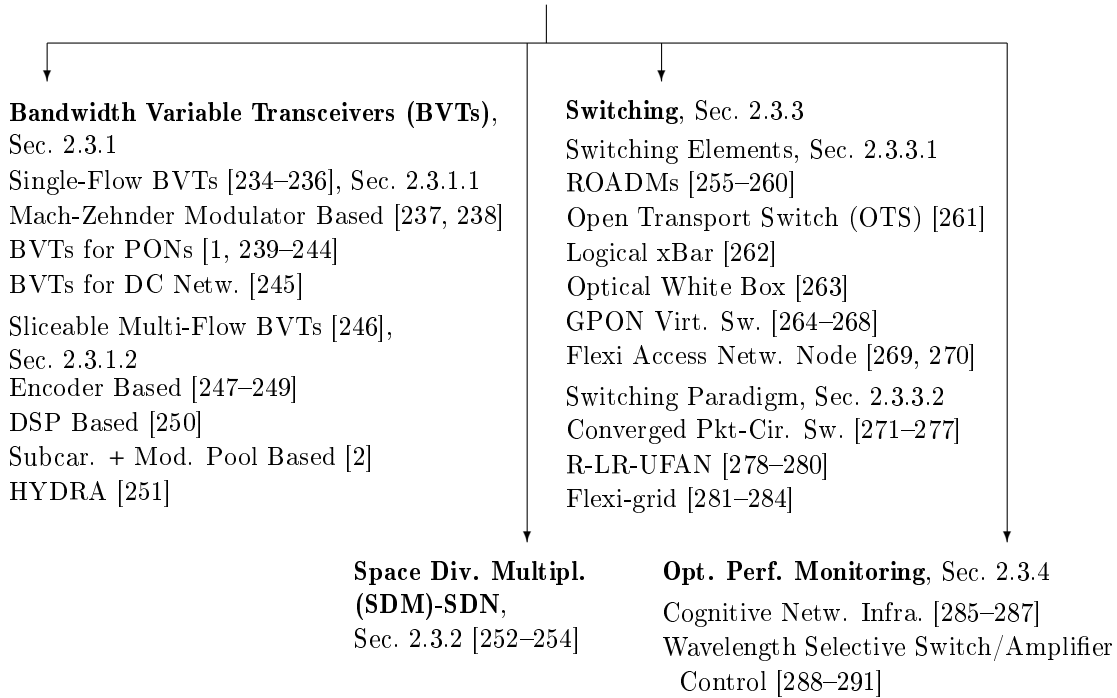 Bandwidth Variable Transceivers (BVTs),
Sec. 2.3.1
Single-Flow BVTs [234–236], Sec. 2.3.1.1
Mach-Zehnder Modulator Based [237, 238]
BVTs for PONs [1, 239–244]
BVTs for DC Netw. [245]
Sliceable Multi-Flow BVTs [246],
Sec. 2.3.1.2
Encoder Based [247–249]
DSP Based [250]
Subcar. + Mod. Pool Based [2]
HYDRA [251]
Switching, Sec. 2.3.3
Switching Elements, Sec. 2.3.3.1
ROADMs [255–260]
Open Transport Switch (OTS) [261]
Logical xBar [262]
Optical White Box [263]
GPON Virt. Sw. [264–268]
Flexi Access Netw. Node [269, 270]
Switching Paradigm, Sec. 2.3.3.2
Converged Pkt-Cir. Sw. [271–277]
R-LR-UFAN [278–280]
Flexi-grid [281–284]
Space Div. Multipl.
(SDM)-SDN,
Sec. 2.3.2 [252–254]
Opt. Perf. Monitoring, Sec. 2.3.4
Cognitive Netw. Infra. [285–287]
Wavelength Selective Switch/Amplifier
Control [288–291]